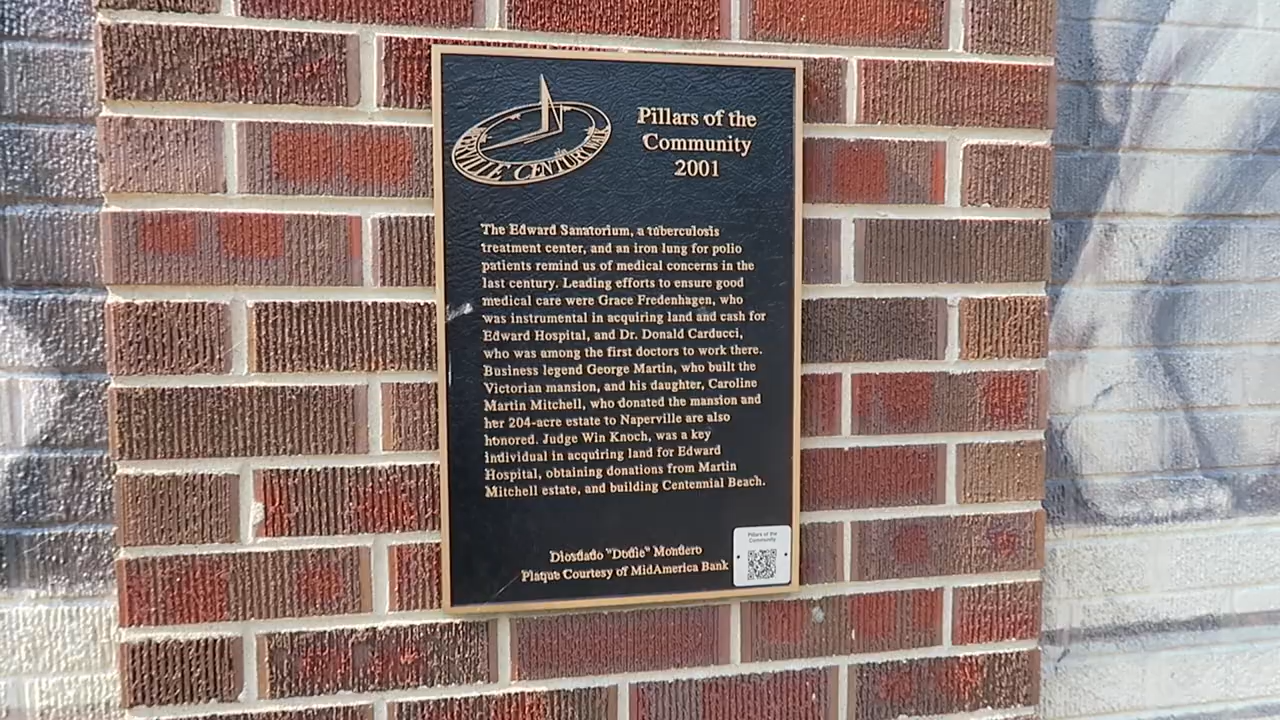 CENTURY WALK
Pillars of the
Community
2001
The Edward Sanatorium, a tuberculosis
treatment center, and an iron lung for polio
patients remind us of medical concerns in the
last century. Leading efforts to ensure good
medical care were Grace Fredenhagen, who
was instrumental in acquiring land and cash for
Edward Hospital, and Dr. Donald Carducci,
who was among the first doctors to work there.
Business legend George Martin, who built the
Victorian mansion, and his daughter, Caroline
Martin Mitchell, who donated the mansion and
her 204-acre estate to Naperville are also
honored. Judge Win Knoch, was a key
individual in acquiring land for Edward
Hospital, obtaining donations from Martin
Mitchell estate, and building Centennial Beach.
Diosdado "Dodie" Mondero
Plaque Courtesy of MidAmerica Bank
Pillars of the
Community